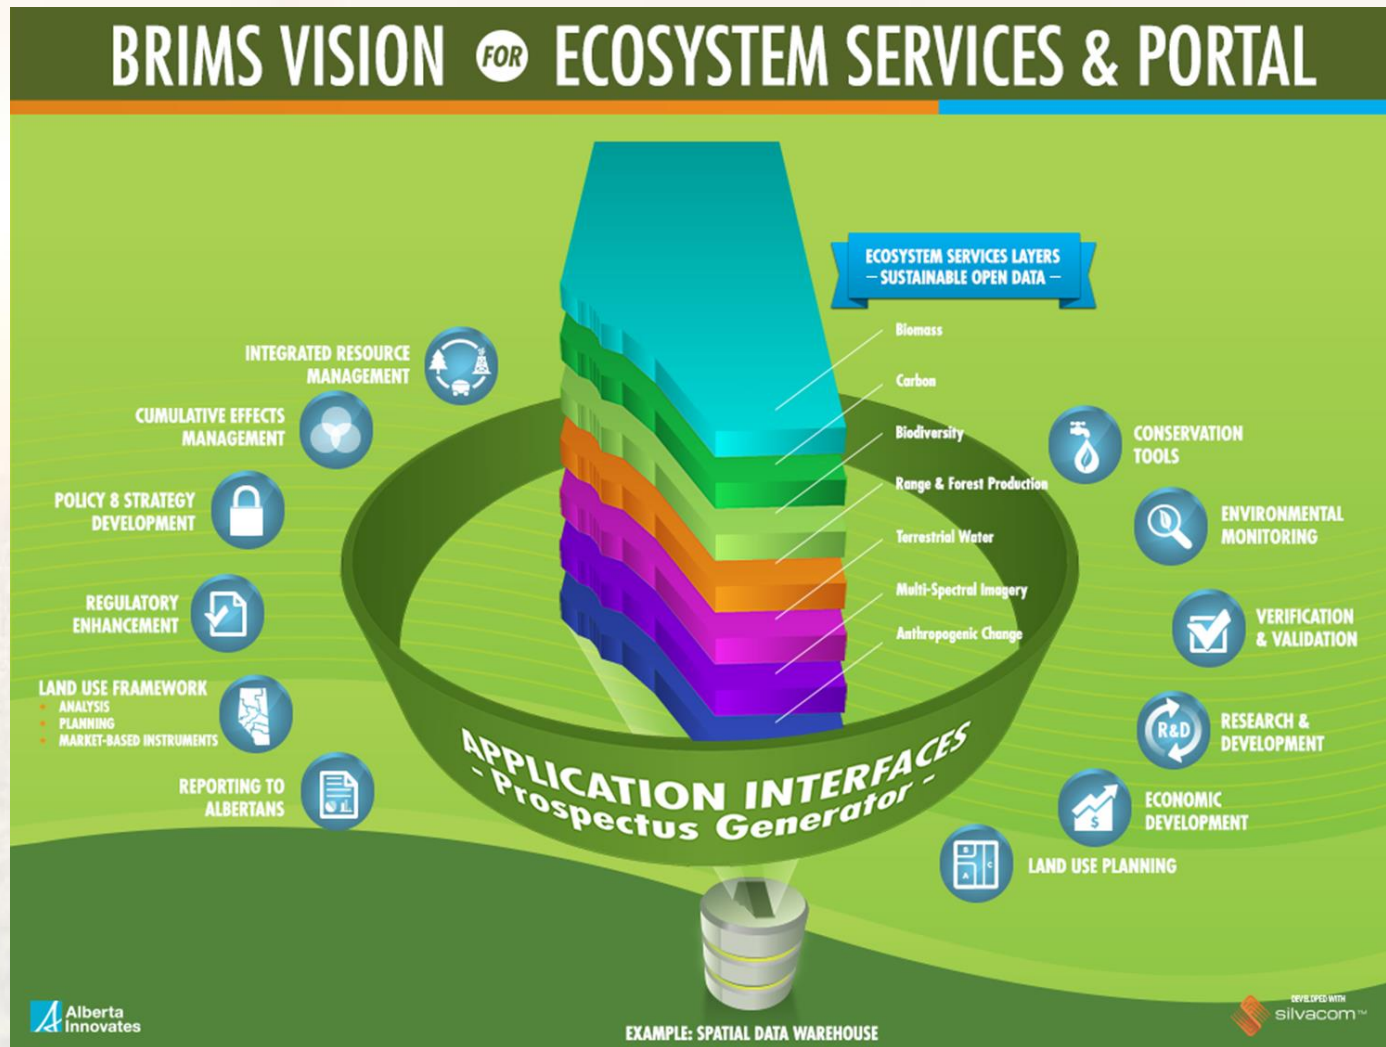 BRIMS VISION FOR ECOSYSTEM SERVICES & PORTAL
ECOSYSTEM SERVICES LAYERS
– SUSTAINABLE OPEN DATA –
Biomass
Carbon
Biodiversity
Range & Forest Production
Terrestrial Water
Multi-Spectral Imagery
Anthropogenic Change
INTEGRATED RESOURCE
MANAGEMENT
CUMULATIVE EFFECTS
MANAGEMENT
POLICY & STRATEGY
DEVELOPMENT
REGULATORY
ENHANCEMENT
LAND USE FRAMEWORK
ANALYSIS
PLANNING
MARKET-BASED INSTRUMENTS
REPORTING TO
ALBERTANS
CONSERVATION
TOOLS
ENVIRONMENTAL
MONITORING
VERIFICATION
& VALIDATION
R&D
RESEARCH &
DEVELOPMENT
$
ECONOMIC
DEVELOPMENT
B
C
A
LAND USE PLANNING
APPLICATION INTERFACES
- Prospectus Generator -
EXAMPLE: SPATIAL DATA WAREHOUSE
Alberta
Innovates
DEVELOPED WITH
silvacom™